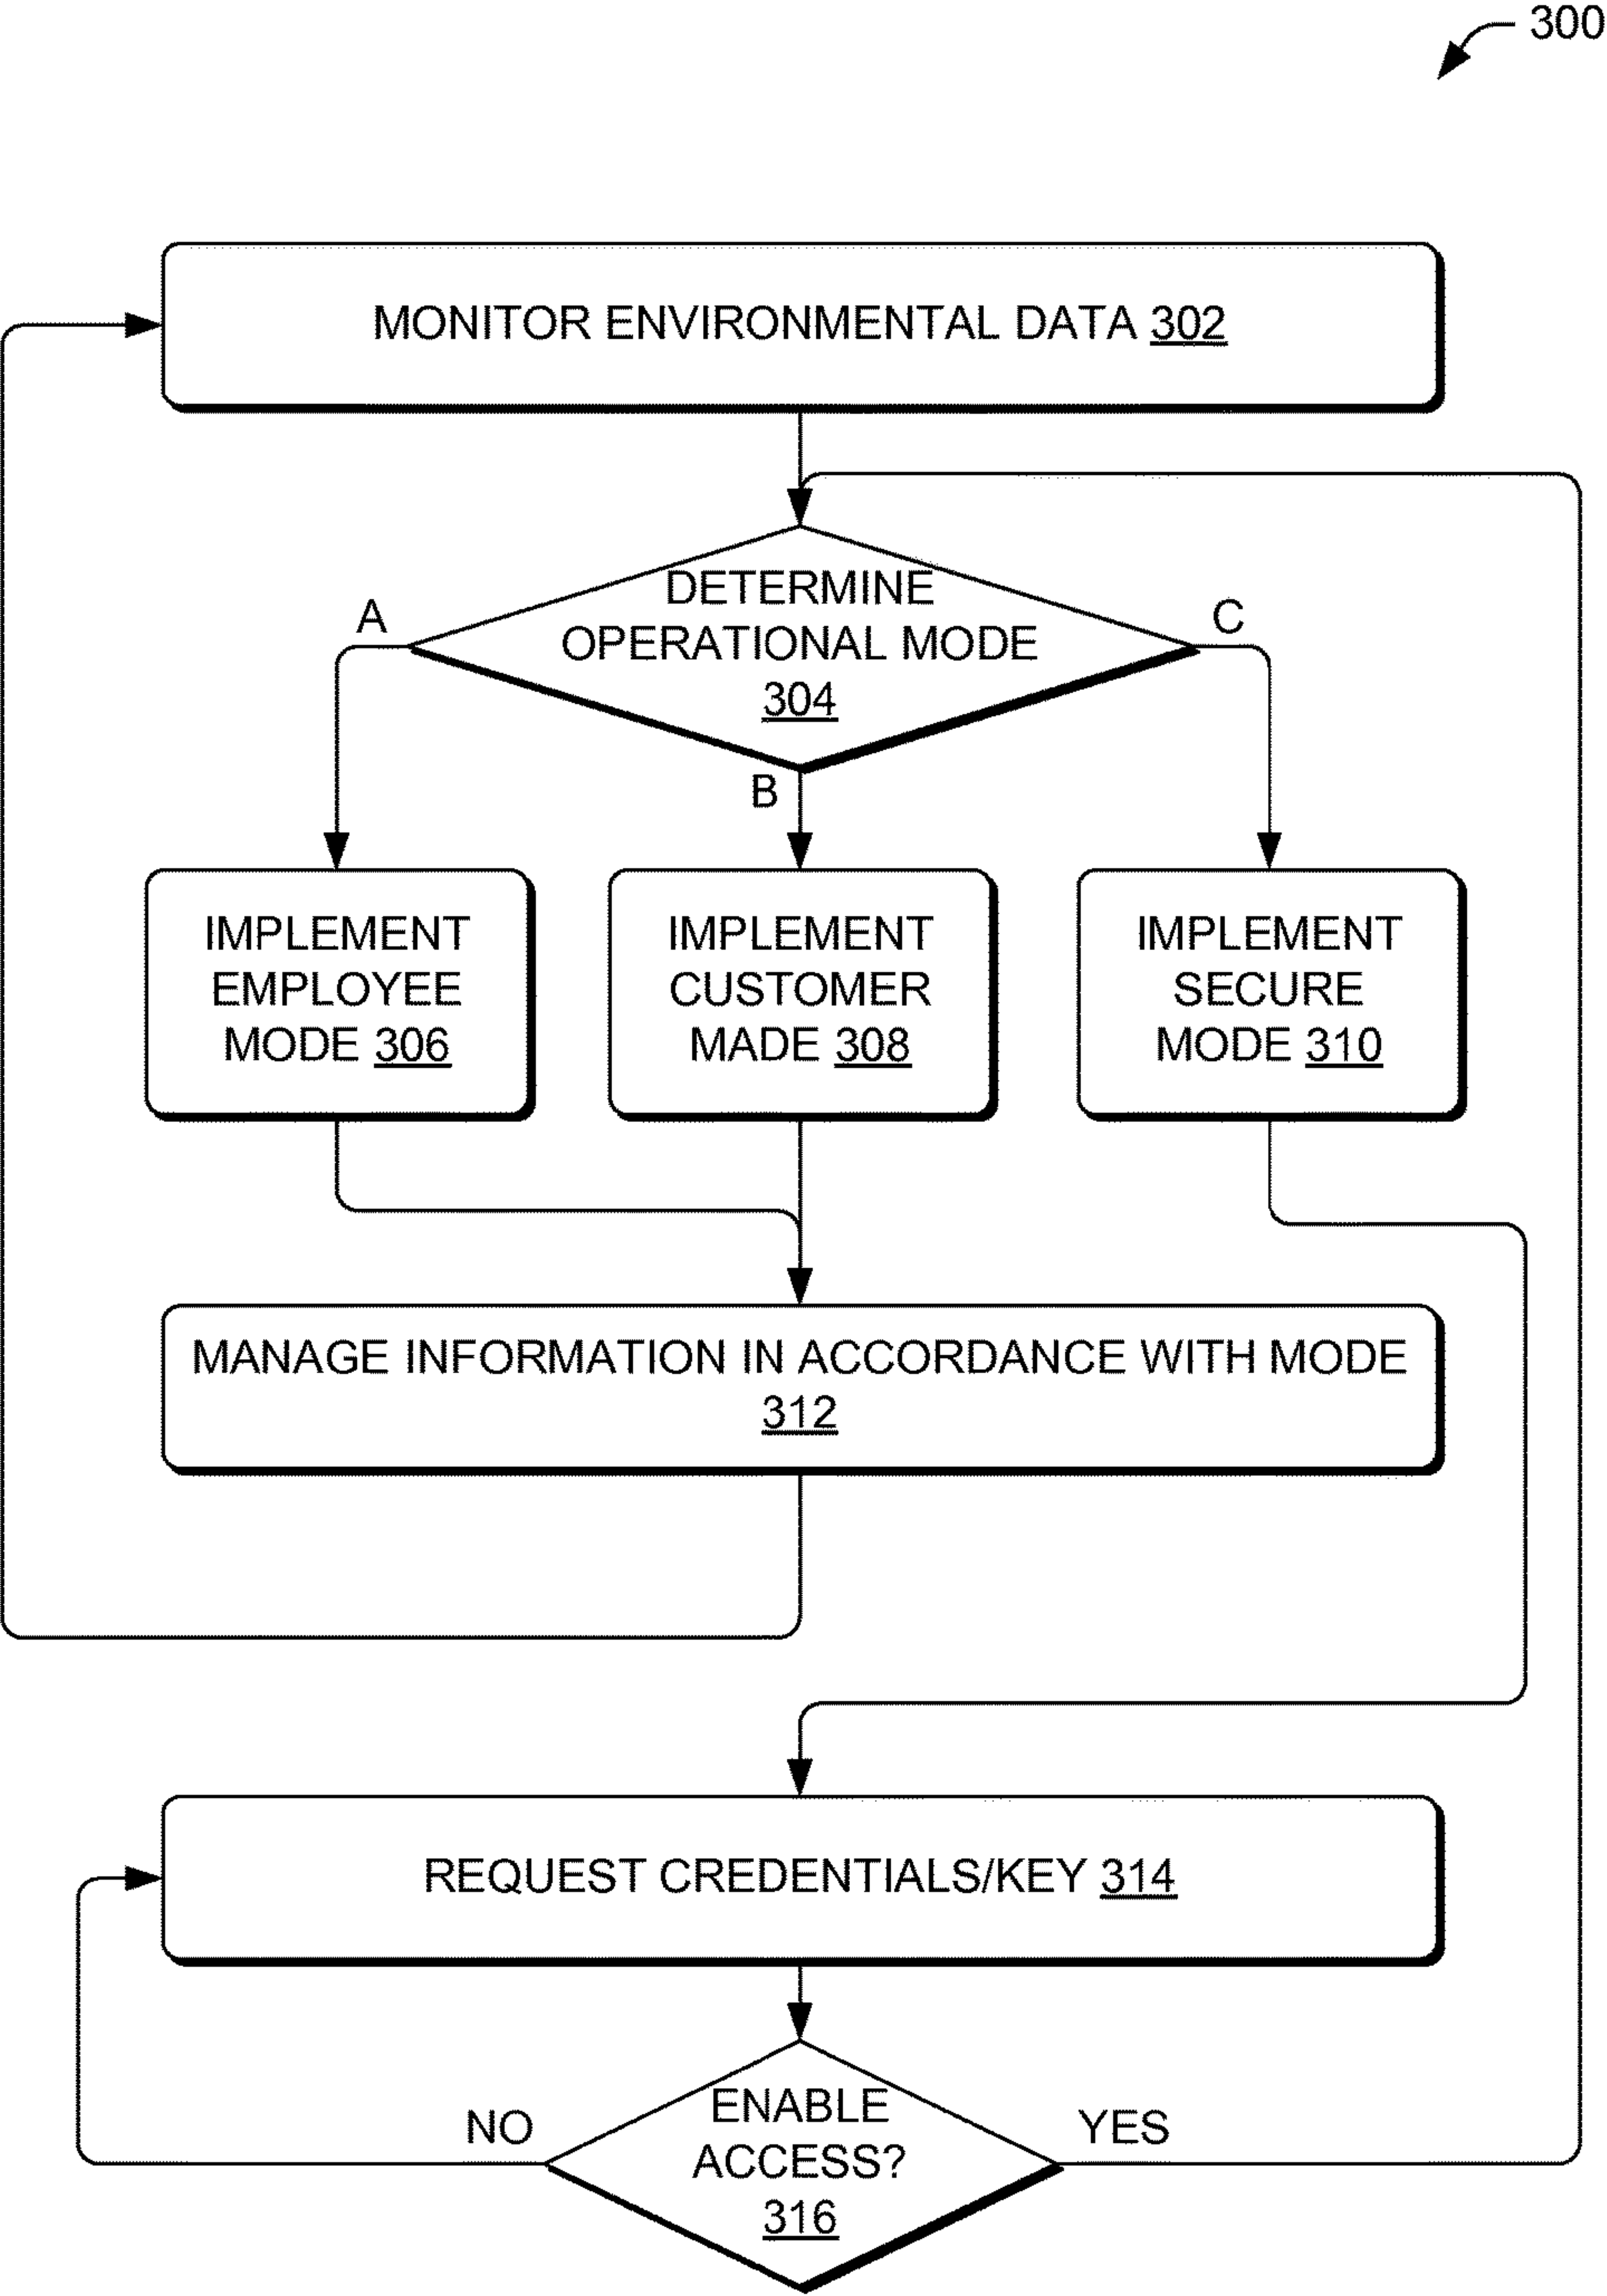 300
MONITOR ENVIRONMENTAL DATA 302
DETERMINE
OPERATIONAL MODE
304
A
B
C
IMPLEMENT
EMPLOYEE
MODE 306
IMPLEMENT
CUSTOMER
MADE 308
IMPLEMENT
SECURE
MODE 310
MANAGE INFORMATION IN ACCORDANCE WITH MODE
312
REQUEST CREDENTIALS/KEY 314
ENABLE
ACCESS?
316
NO
YES